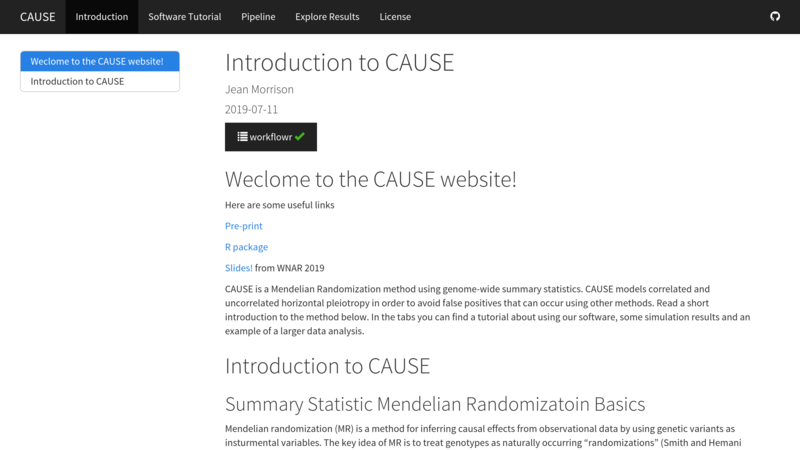 CAUSE Introduction Software Tutorial Pipeline Explore Results License
Weclome to the CAUSE website!
Introduction to CAUSE
Introduction to CAUSE
Jean Morrison
2019-07-11
workflowr
Weclome to the CAUSE website!
Here are some useful links
Pre-print
R package
Slides! from WNAR 2019
CAUSE is a Mendelian Randomization method using genome-wide summary statistics. CAUSE models correlated and
uncorrelated horizontal pleiotropy in order to avoid false positives that can occur using other methods. Read a short
introduction to the method below. In the tabs you can find a tutorial about using our software, some simulation results and an
example of a larger data analysis.
Introduction to CAUSE
Summary Statistic Mendelian Randomizatoin Basics
Mendelian randomization (MR) is a method for inferring causal effects from observational data by using genetic variants as
insturmental variables. The key idea of MR is to treat genotypes as naturally occurring “randomizations” (Smith and Hemani